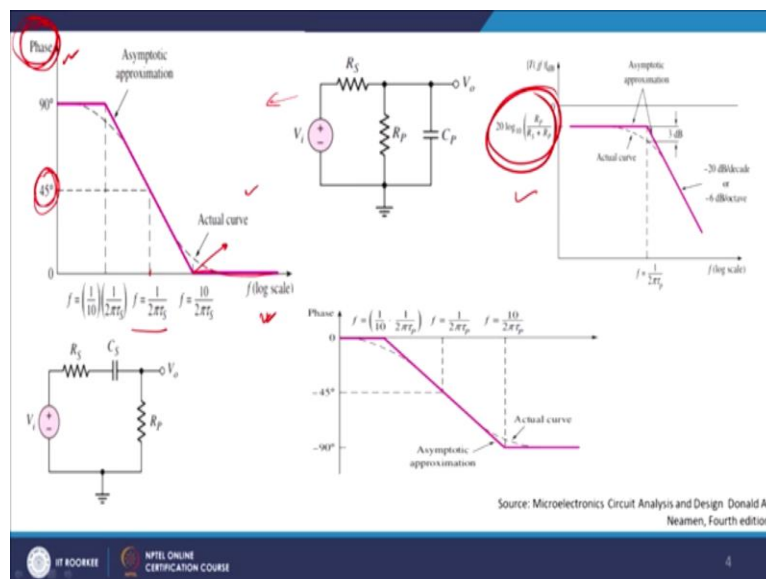 Phase
Asymptotic
approximation
90°
45°
Actual curve
0
f = (1/10)(1/2πτS)
f = 1/2πτS
f = 10/2πτS
f (log scale)
RS
Vo
Vi
RP
CP
|T(jf)|dB
Asymptotic
approximation
20 log10 (RP/RS + RP)
3 dB
Actual curve
−20 dB/decade
or
−6 dB/octave
f = 1/2πτP
f (log scale)
RS
CS
Vo
Vi
RP
Phase
f = (1/10 · 1/2πτP)
f = 1/2πτP
f = 10/2πτP
0
−45°
−90°
Actual curve
Asymptotic
approximation
Source: Microelectronics Circuit Analysis and Design Donald A
Neamen, Fourth edition
IIT ROORKEE
NPTEL ONLINE
CERTIFICATION COURSE
4